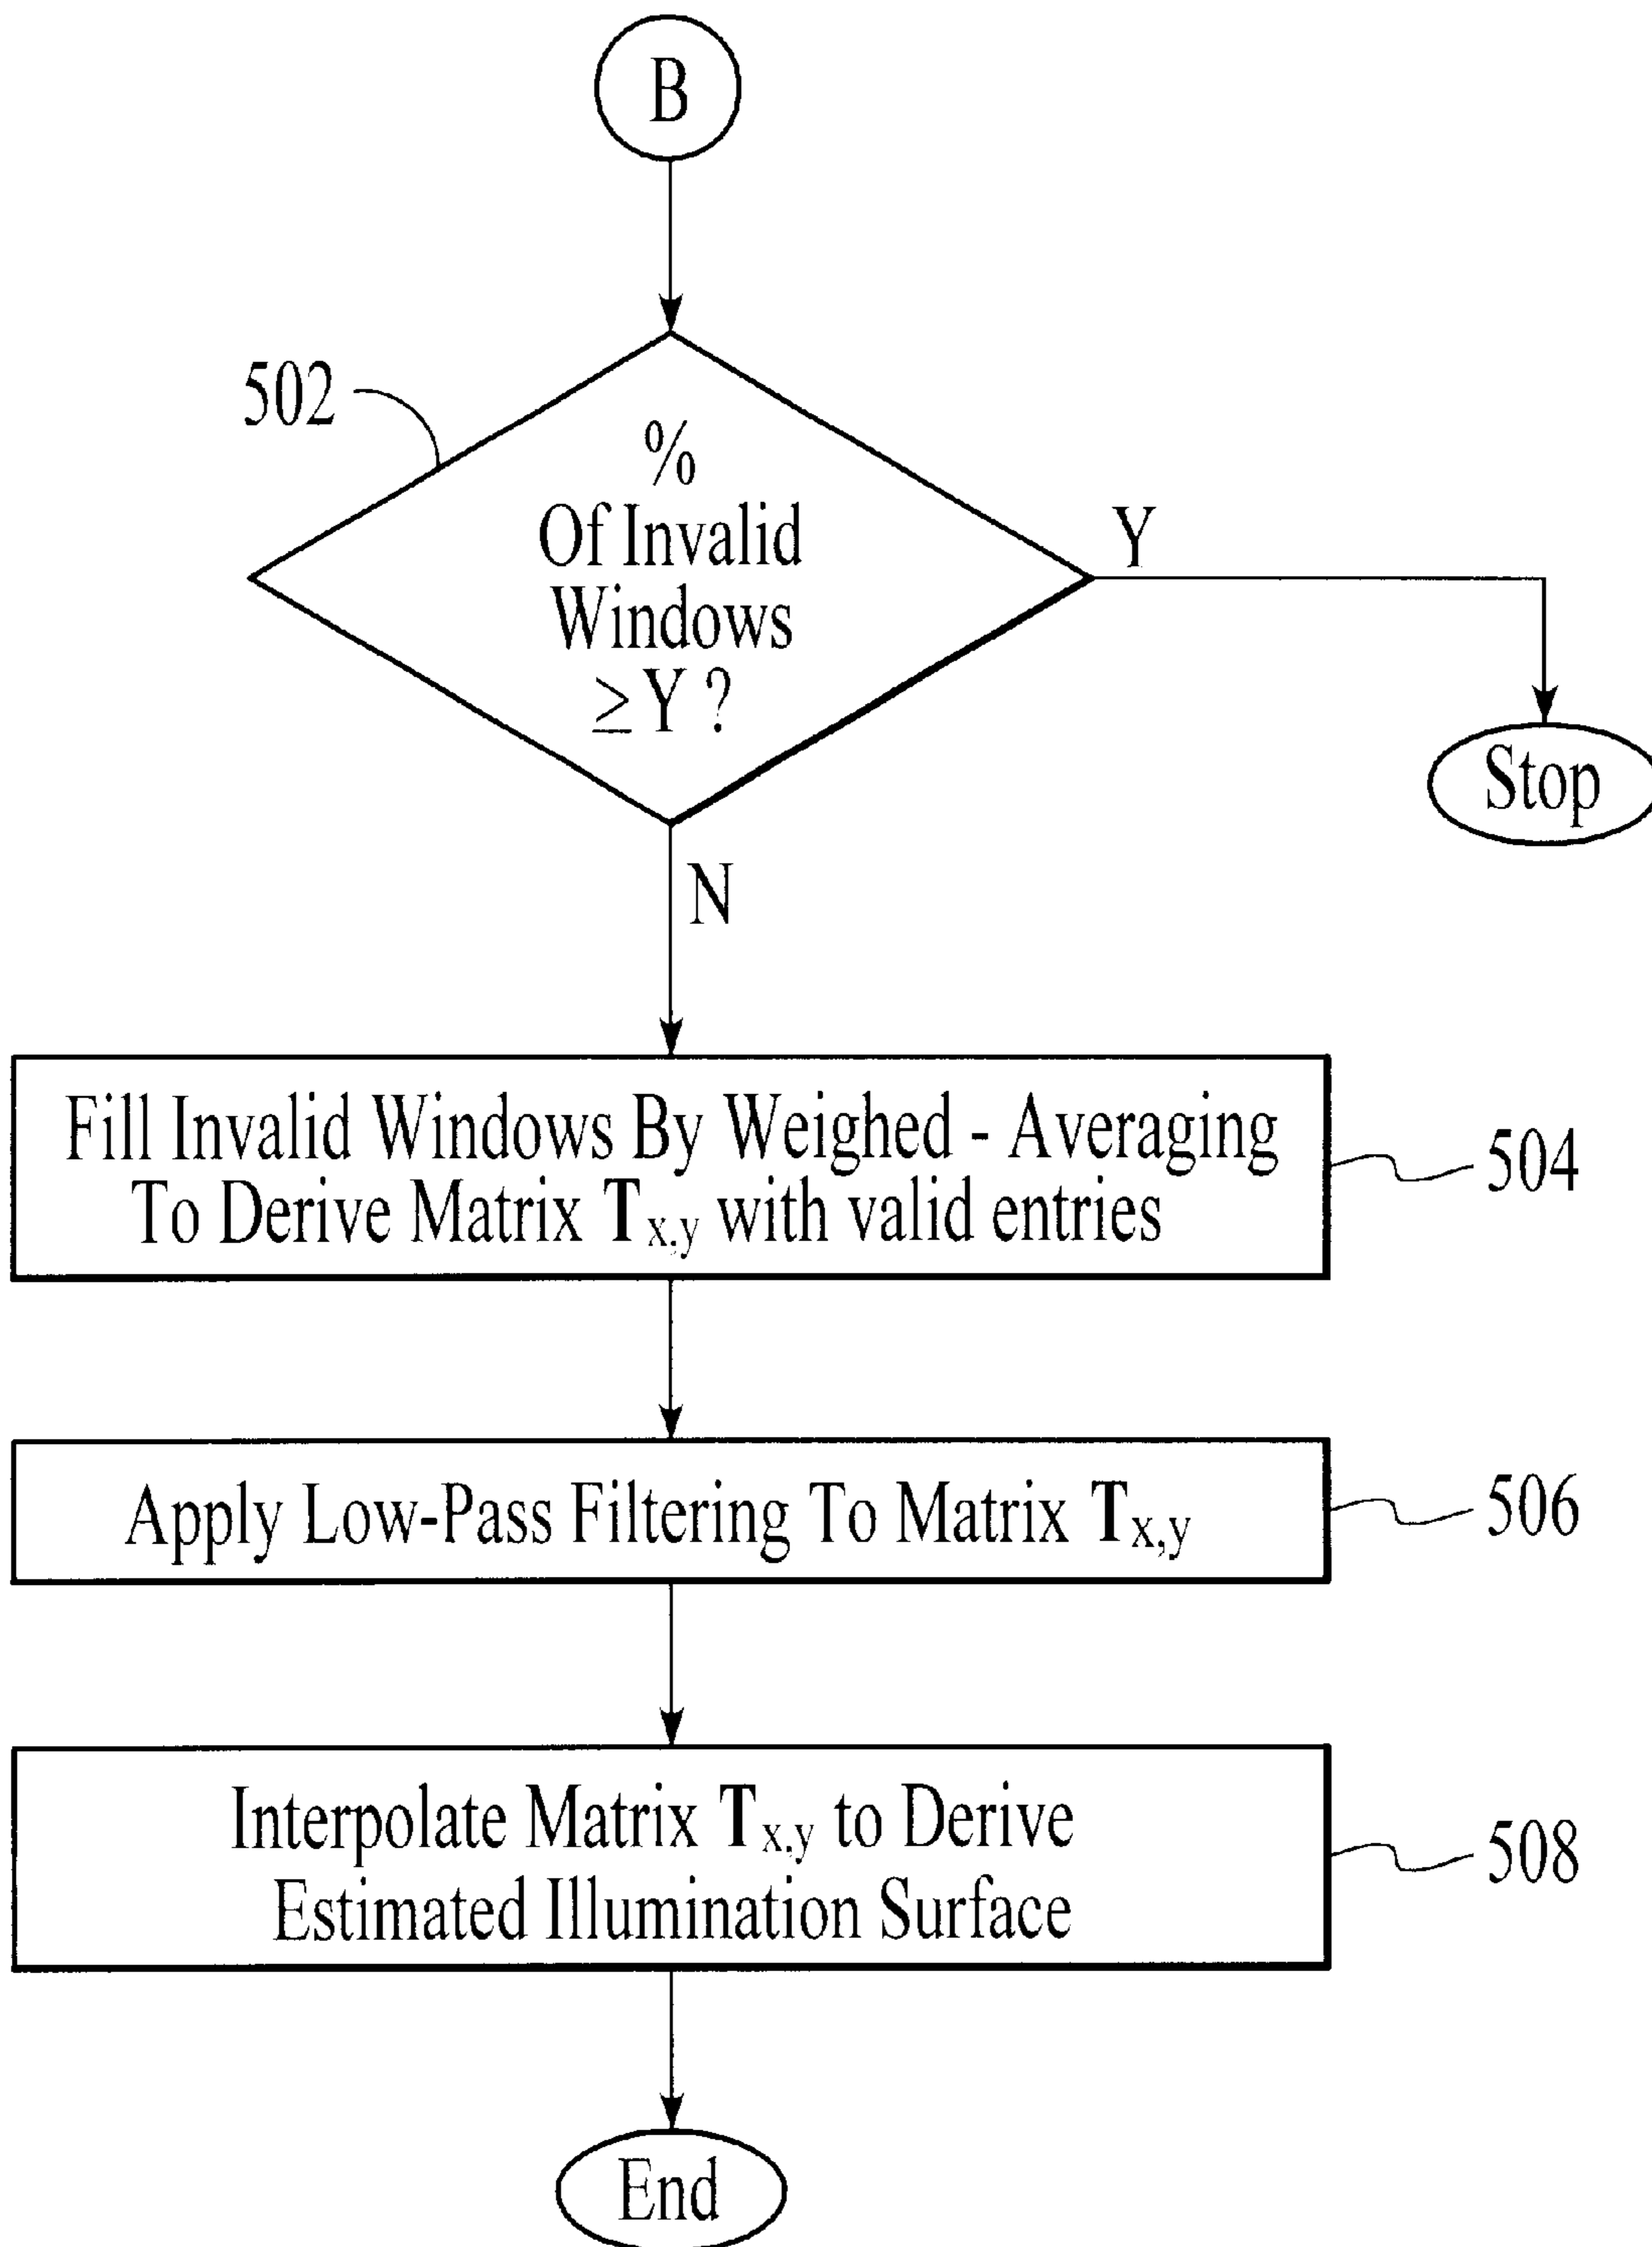 B
502
%
Of Invalid
Windows
≥ Y ?
Y
Stop
N
Fill Invalid Windows By Weighed - Averaging
To Derive Matrix Tx,y with valid entries
504
Apply Low-Pass Filtering To Matrix Tx,y
506
Interpolate Matrix Tx,y to Derive
Estimated Illumination Surface
508
End